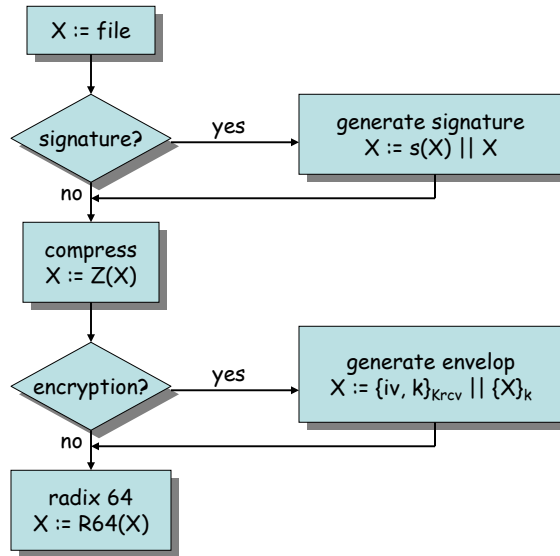 X := file
signature?
yes
generate signature
X := s(X) || X
no
compress
X := Z(X)
encryption?
yes
generate envelop
X := {iv, k}Krcv || {X}k
no
radix 64
X := R64(X)